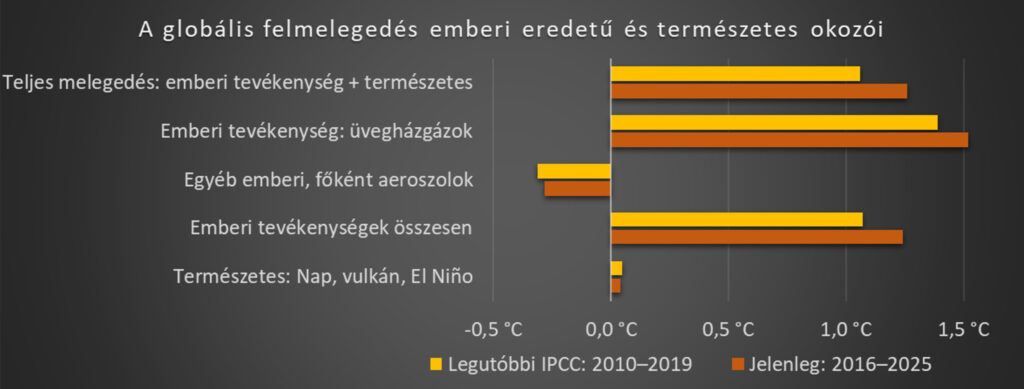 A globális felmelegedés emberi eredetű és természetes okozói
Teljes melegedés: emberi tevékenység + természetes
Emberi tevékenység: üvegházgázok
Egyéb emberi, főként aeroszolok
Emberi tevékenységek összesen
Természetes: Nap, vulkán, El Niño
-0,5 °C 0,0 °C 0,5 °C 1,0 °C 1,5 °C
Legutóbbi IPCC: 2010–2019 Jelenleg: 2016–2025